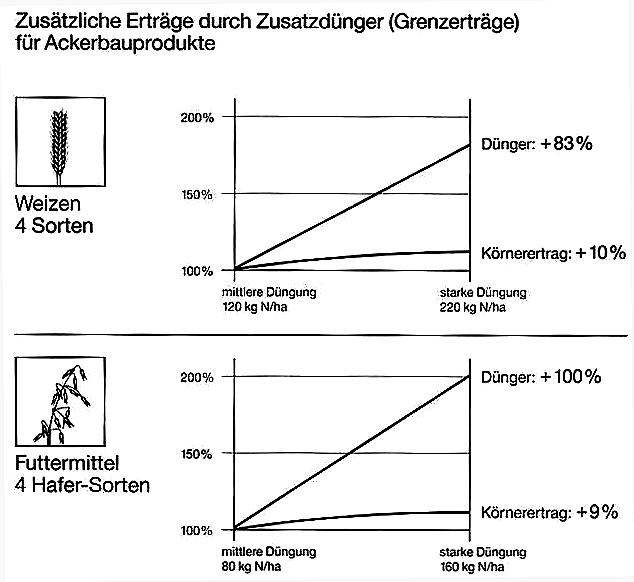 Zusätzliche Erträge durch Zusatzdünger (Grenzerträge)
für Ackerbauprodukte
Weizen
4 Sorten
200%
150%
100%
Dünger: +83%
Körnerertrag: +10%
mittlere Düngung
120 kg N/ha
starke Düngung
220 kg N/ha
Futtermittel
4 Hafer-Sorten
200%
150%
100%
Dünger: +100%
Körnerertrag: +9%
mittlere Düngung
80 kg N/ha
starke Düngung
160 kg N/ha